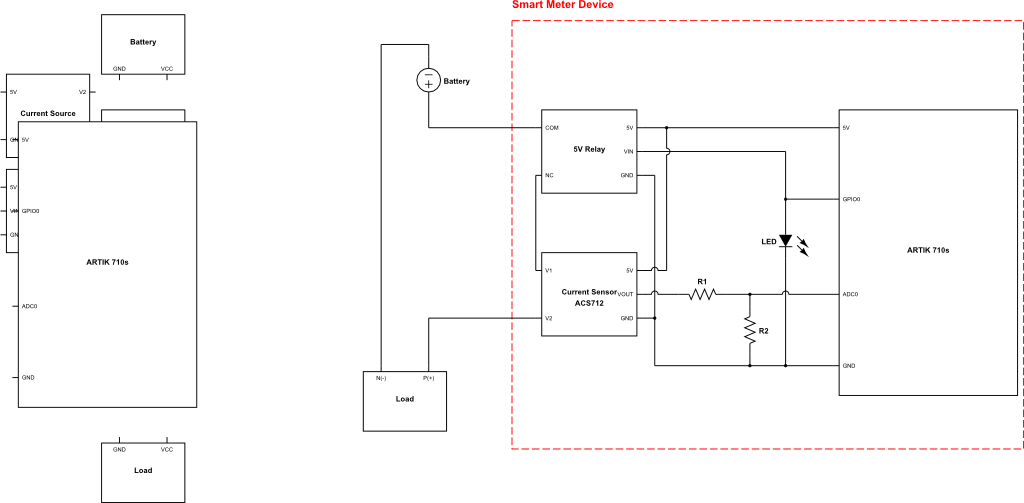 Smart Meter Device
Battery
GND VCC
5V V2
Current Source
GN 5V
5V
VIN GPIO0
GN
ARTIK 710s
ADC0
GND
GND VCC
Load
Battery
COM 5V
5V Relay VIN
NC GND
V1 5V
Current Sensor VOUT
ACS712
V2 GND
N(-) P(+)
Load
R1
R2
LED
5V
GPIO0
ARTIK 710s
ADC0
GND